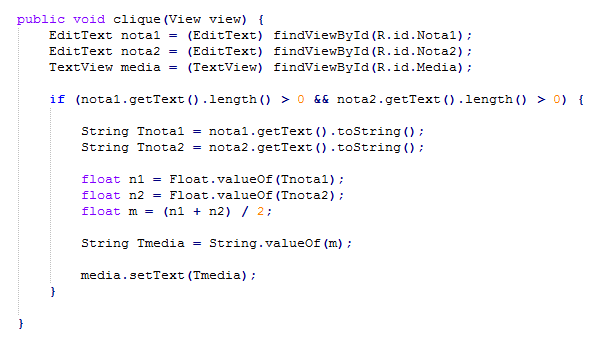 public void clique(View view) {
    EditText nota1 = (EditText) findViewById(R.id.Nota1);
    EditText nota2 = (EditText) findViewById(R.id.Nota2);
    TextView media = (TextView) findViewById(R.id.Media);

    if (nota1.getText().length() > 0 && nota2.getText().length() > 0) {

        String Tnota1 = nota1.getText().toString();
        String Tnota2 = nota2.getText().toString();

        float n1 = Float.valueOf(Tnota1);
        float n2 = Float.valueOf(Tnota2);
        float m = (n1 + n2) / 2;

        String Tmedia = String.valueOf(m);

        media.setText(Tmedia);
    }

}